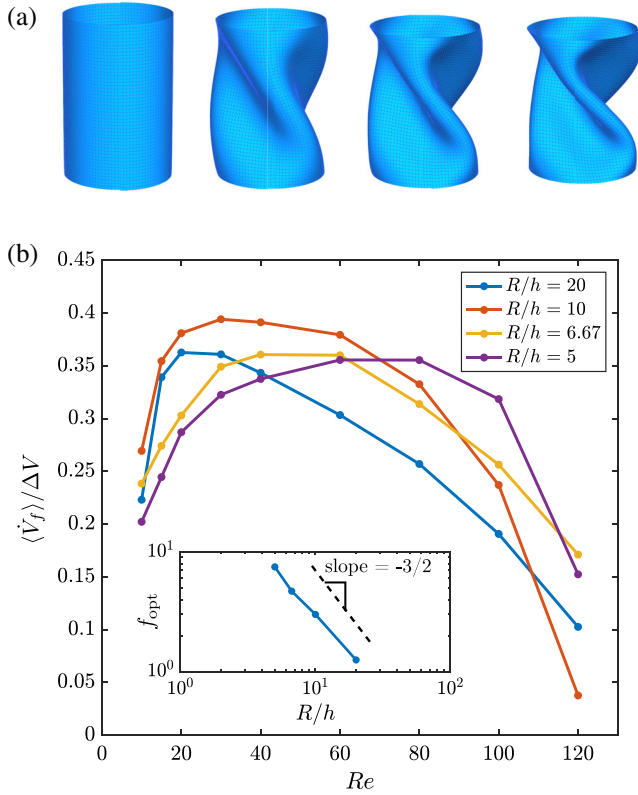 (a)
(b)
0.45
0.4
0.35
0.3
0.25
0.2
0.15
0.1
0.05
0
⟨V̇_f⟩/ΔV
R/h = 20
R/h = 10
R/h = 6.67
R/h = 5
10^1
10^0
f_opt
slope = -3/2
10^0 10^1 10^2
R/h
0 20 40 60 80 100 120
Re